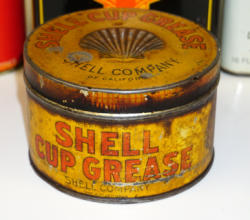 SHELL CUP GREASE
SHELL COMPANY
OF CALIFORNIA
SHELL
CUP GREASE
SHELL COMPANY